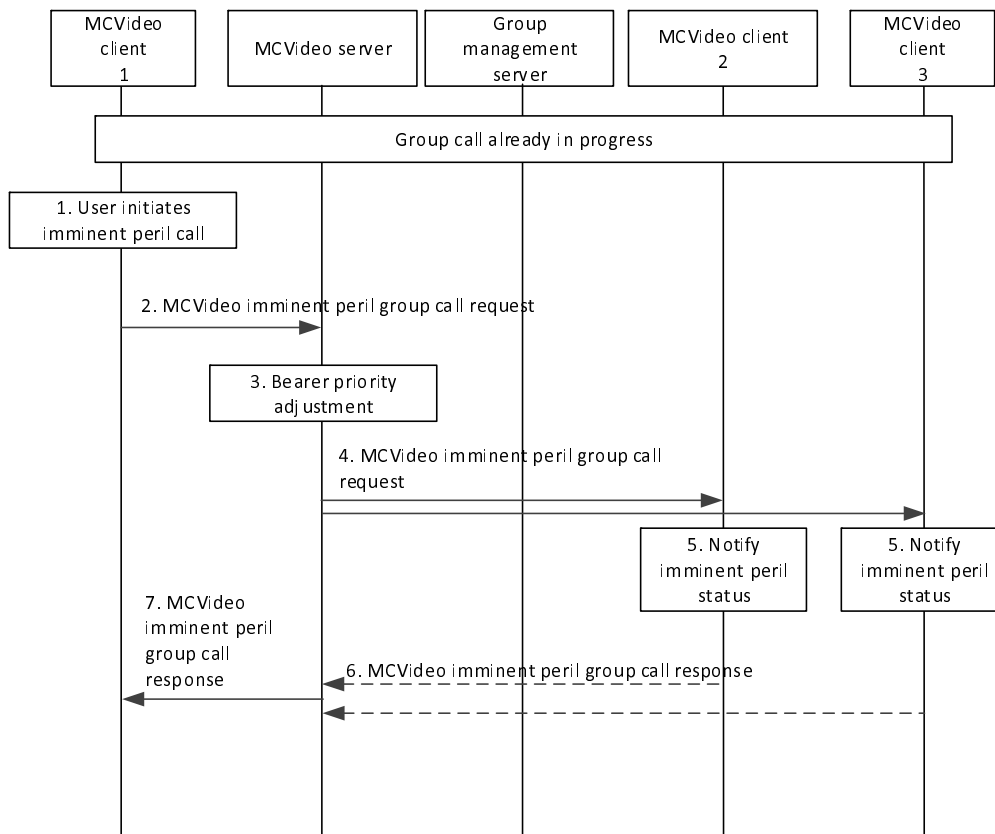 MCVideo
client
1
MCVideo server
Group
management
server
MCVideo client
2
MCVideo
client
3
Group call already in progress
1. User initiates
imminent peril call
2. MCVideo imminent peril group call request
3. Bearer priority
adjustment
4. MCVideo imminent peril group call
request
5. Notify
imminent peril
status
5. Notify
imminent peril
status
7. MCVideo
imminent peril
group call
response
6. MCVideo imminent peril group call response